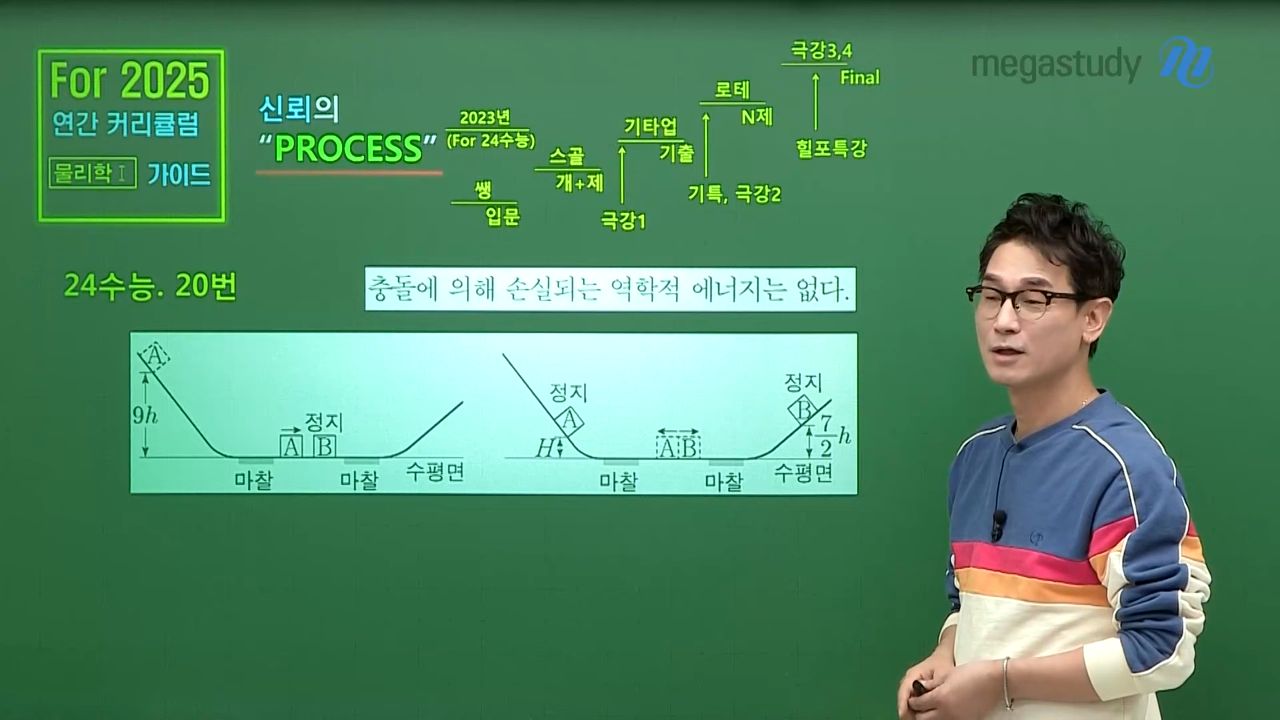 For 2025
연간 커리큘럼
물리학 I 가이드
신뢰의
"PROCESS"
2023년
(For 24수능)
쌩
입문
스골
개+제
극강1
기타업
기출
기특, 극강2
로테
N제
힐포특강
극강3,4
Final
megastudy
24수능. 20번
충돌에 의해 손실되는 역학적 에너지는 없다.
A
9h
정지
A B
마찰 마찰 수평면
정지
A
H
A B
정지
B
7/2 h
마찰 마찰 수평면